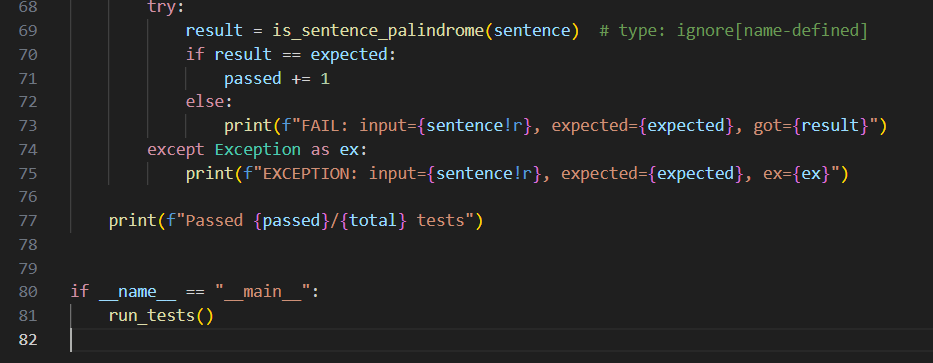 68 try:
69 result = is_sentence_palindrome(sentence)  # type: ignore[name-defined]
70 if result == expected:
71 passed += 1
72 else:
73 print(f"FAIL: input={sentence!r}, expected={expected}, got={result}")
74 except Exception as ex:
75 print(f"EXCEPTION: input={sentence!r}, expected={expected}, ex={ex}")
76
77 print(f"Passed {passed}/{total} tests")
78
79
80 if __name__ == "__main__":
81 run_tests()
82